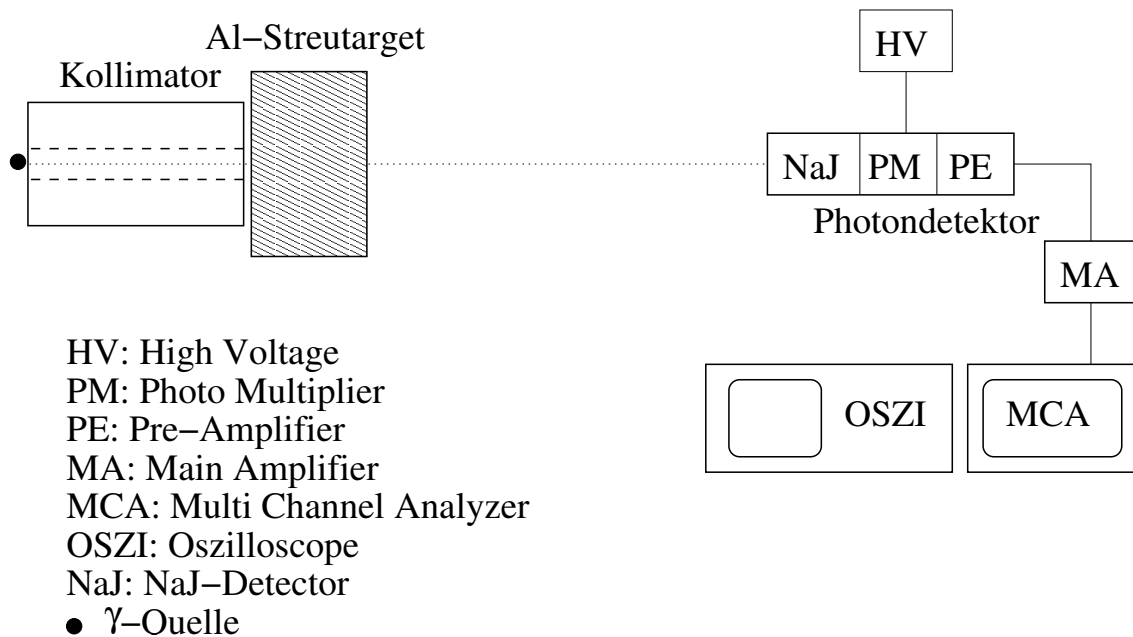 Al−Streutarget
HV
Kollimator
NaJ PM PE
Photondetektor
MA
HV: High Voltage
PM: Photo Multiplier
PE: Pre−Amplifier
MA: Main Amplifier
MCA: Multi Channel Analyzer
OSZI: Oszilloscope
NaJ: NaJ−Detector
γ−Quelle
OSZI
MCA